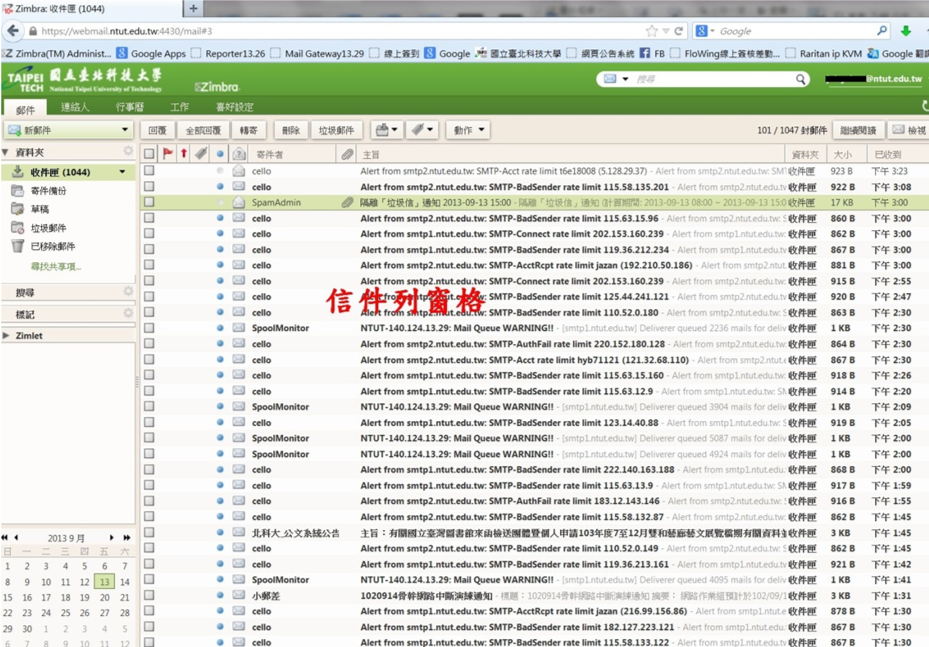 Zimbra: 收件匣 (1044)
https://webmail.ntut.edu.tw:4430/mail#3
Google
Zimbra(TM) Administ... Google Apps Reporter13.26 Mail Gateway13.29 線上簽到 Google 國立臺北科技大學 網頁公告系統 FB FloWing線上簽核差勤... Raritan ip KVM Google 翻譯
TAIPEI TECH 國立臺北科技大學 National Taipei University of Technology Zimbra 搜尋 @ntut.edu.tw
郵件 連絡人 行事曆 工作 喜好設定
新郵件 回覆 全部回覆 轉寄 刪除 垃圾郵件 動作 101 / 1047 封郵件 繼續閱讀 檢視
資料夾 寄件者 主旨 資料夾 大小 已收到
收件匣 (1044)
寄件備份
草稿
垃圾郵件
已移除郵件
尋找共享項...
搜尋
標記
Zimlet
cello Alert from smtp2.ntut.edu.tw: SMTP-Acct rate limit t6e18008 (5.128.29.37) - Alert from smtp2.ntut.edu.tw: SM 收件匣 923 B 下午 3:23
cello Alert from smtp2.ntut.edu.tw: SMTP-BadSender rate limit 115.58.135.201 - Alert from smtp2.ntut.edu. 收件匣 922 B 下午 3:08
SpamAdmin 隔離「垃圾信」通知 2013-09-13 15:00 - 隔離「垃圾信」通知 (計算期間: 2013-09-13 08:00 ~ 2013-09-13 15:0 收件匣 17 KB 下午 3:00
cello Alert from smtp1.ntut.edu.tw: SMTP-BadSender rate limit 115.63.15.96 - Alert from smtp1.ntut.edu.tw: 收件匣 860 B 下午 3:00
cello Alert from smtp1.ntut.edu.tw: SMTP-Connect rate limit 202.153.160.239 - Alert from smtp1.ntut.edu.tw: 收件匣 862 B 下午 3:00
cello Alert from smtp1.ntut.edu.tw: SMTP-BadSender rate limit 119.36.212.234 - Alert from smtp1.ntut.edu. 收件匣 867 B 下午 3:00
cello Alert from smtp2.ntut.edu.tw: SMTP-AcctRcpt rate limit jazan (192.210.50.186) - Alert from smtp2.ntut. 收件匣 881 B 下午 3:00
cello Alert from smtp2.ntut.edu.tw: SMTP-Connect rate limit 202.153.160.239 - Alert from smtp2.ntut.edu.tw: 收件匣 915 B 下午 2:55
信件列窗格
cello rate limit 125.44.241.121 - Alert from smtp2.ntut.edu. 收件匣 920 B 下午 2:47
cello rate limit 110.52.0.180 - Alert from smtp2.ntut.edu.tw: 收件匣 863 B 下午 2:30
SpoolMonitor NTUT-140.124.13.29: Mail Queue WARNING!! - [smtp1.ntut.edu.tw] Deliverer queued 2236 mails for deliv 收件匣 1 KB 下午 2:30
cello Alert from smtp2.ntut.edu.tw: SMTP-AuthFail rate limit 220.152.180.128 - Alert from smtp2.ntut.edu.tw: 收件匣 864 B 下午 2:30
cello Alert from smtp2.ntut.edu.tw: SMTP-Acct rate limit hyb71121 (121.32.68.110) - Alert from smtp2.ntut.e 收件匣 867 B 下午 2:30
cello Alert from smtp1.ntut.edu.tw: SMTP-BadSender rate limit 115.63.15.160 - Alert from smtp1.ntut.edu.tw 收件匣 918 B 下午 2:26
cello Alert from smtp1.ntut.edu.tw: SMTP-BadSender rate limit 115.63.12.9 - Alert from smtp1.ntut.edu.tw: SM 收件匣 914 B 下午 2:20
SpoolMonitor NTUT-140.124.13.29: Mail Queue WARNING!! - [smtp1.ntut.edu.tw] Deliverer queued 3904 mails for deliv 收件匣 1 KB 下午 2:09
cello Alert from smtp2.ntut.edu.tw: SMTP-BadSender rate limit 123.14.40.88 - Alert from smtp2.ntut.edu.tw: 收件匣 919 B 下午 2:05
SpoolMonitor NTUT-140.124.13.29: Mail Queue WARNING!! - [smtp1.ntut.edu.tw] Deliverer queued 5087 mails for deliv 收件匣 1 KB 下午 2:00
SpoolMonitor NTUT-140.124.13.29: Mail Queue WARNING!! - [smtp1.ntut.edu.tw] Deliverer queued 4924 mails for deliv 收件匣 1 KB 下午 2:00
cello Alert from smtp1.ntut.edu.tw: SMTP-BadSender rate limit 222.140.163.188 - Alert from smtp1.ntut.edu 收件匣 868 B 下午 2:00
cello Alert from smtp1.ntut.edu.tw: SMTP-BadSender rate limit 115.63.13.9 - Alert from smtp1.ntut.edu.tw: SM 收件匣 917 B 下午 1:59
cello Alert from smtp2.ntut.edu.tw: SMTP-AuthFail rate limit 183.12.143.146 - Alert from smtp2.ntut.edu.tw: S 收件匣 916 B 下午 1:55
cello Alert from smtp1.ntut.edu.tw: SMTP-BadSender rate limit 115.58.132.87 - Alert from smtp1.ntut.edu.tw 收件匣 862 B 下午 1:45
北科大_公文系統公告 主旨：有關國立臺灣圖書館來函檢送團體暨個人申請103年度7至12月雙和藝廊藝文展覽檔期有關資料 收件匣 3 KB 下午 1:45
cello Alert from smtp2.ntut.edu.tw: SMTP-BadSender rate limit 110.52.0.149 - Alert from smtp2.ntut.edu.tw: 收件匣 862 B 下午 1:45
cello Alert from smtp2.ntut.edu.tw: SMTP-BadSender rate limit 119.36.213.161 - Alert from smtp2.ntut.edu. 收件匣 921 B 下午 1:42
SpoolMonitor NTUT-140.124.13.29: Mail Queue WARNING!! - [smtp1.ntut.edu.tw] Deliverer queued 4095 mails for deliv 收件匣 1 KB 下午 1:41
小郵差 1020914骨幹網路中斷演練通知 - 標題：1020914骨幹網路中斷演練通知 摘要： 網路作業組預計於102/09/1 收件匣 3 KB 下午 1:31
cello Alert from smtp2.ntut.edu.tw: SMTP-AcctRcpt rate limit jazan (216.99.156.86) - Alert from smtp2.ntut.e 收件匣 878 B 下午 1:30
cello Alert from smtp1.ntut.edu.tw: SMTP-BadSender rate limit 182.127.223.121 - Alert from smtp1.ntut.edu 收件匣 867 B 下午 1:30
cello Alert from smtp1.ntut.edu.tw: SMTP-BadSender rate limit 115.58.133.122 - Alert from smtp1.ntut.edu. 收件匣 867 B 下午 1:30
2013 9 月
日 一 二 三 四 五 六
1 2 3 4 5 6 7
8 9 10 11 12 13 14
15 16 17 18 19 20 21
22 23 24 25 26 27 28
29 30 1 2 3 4 5
6 7 8 9 10 11 12